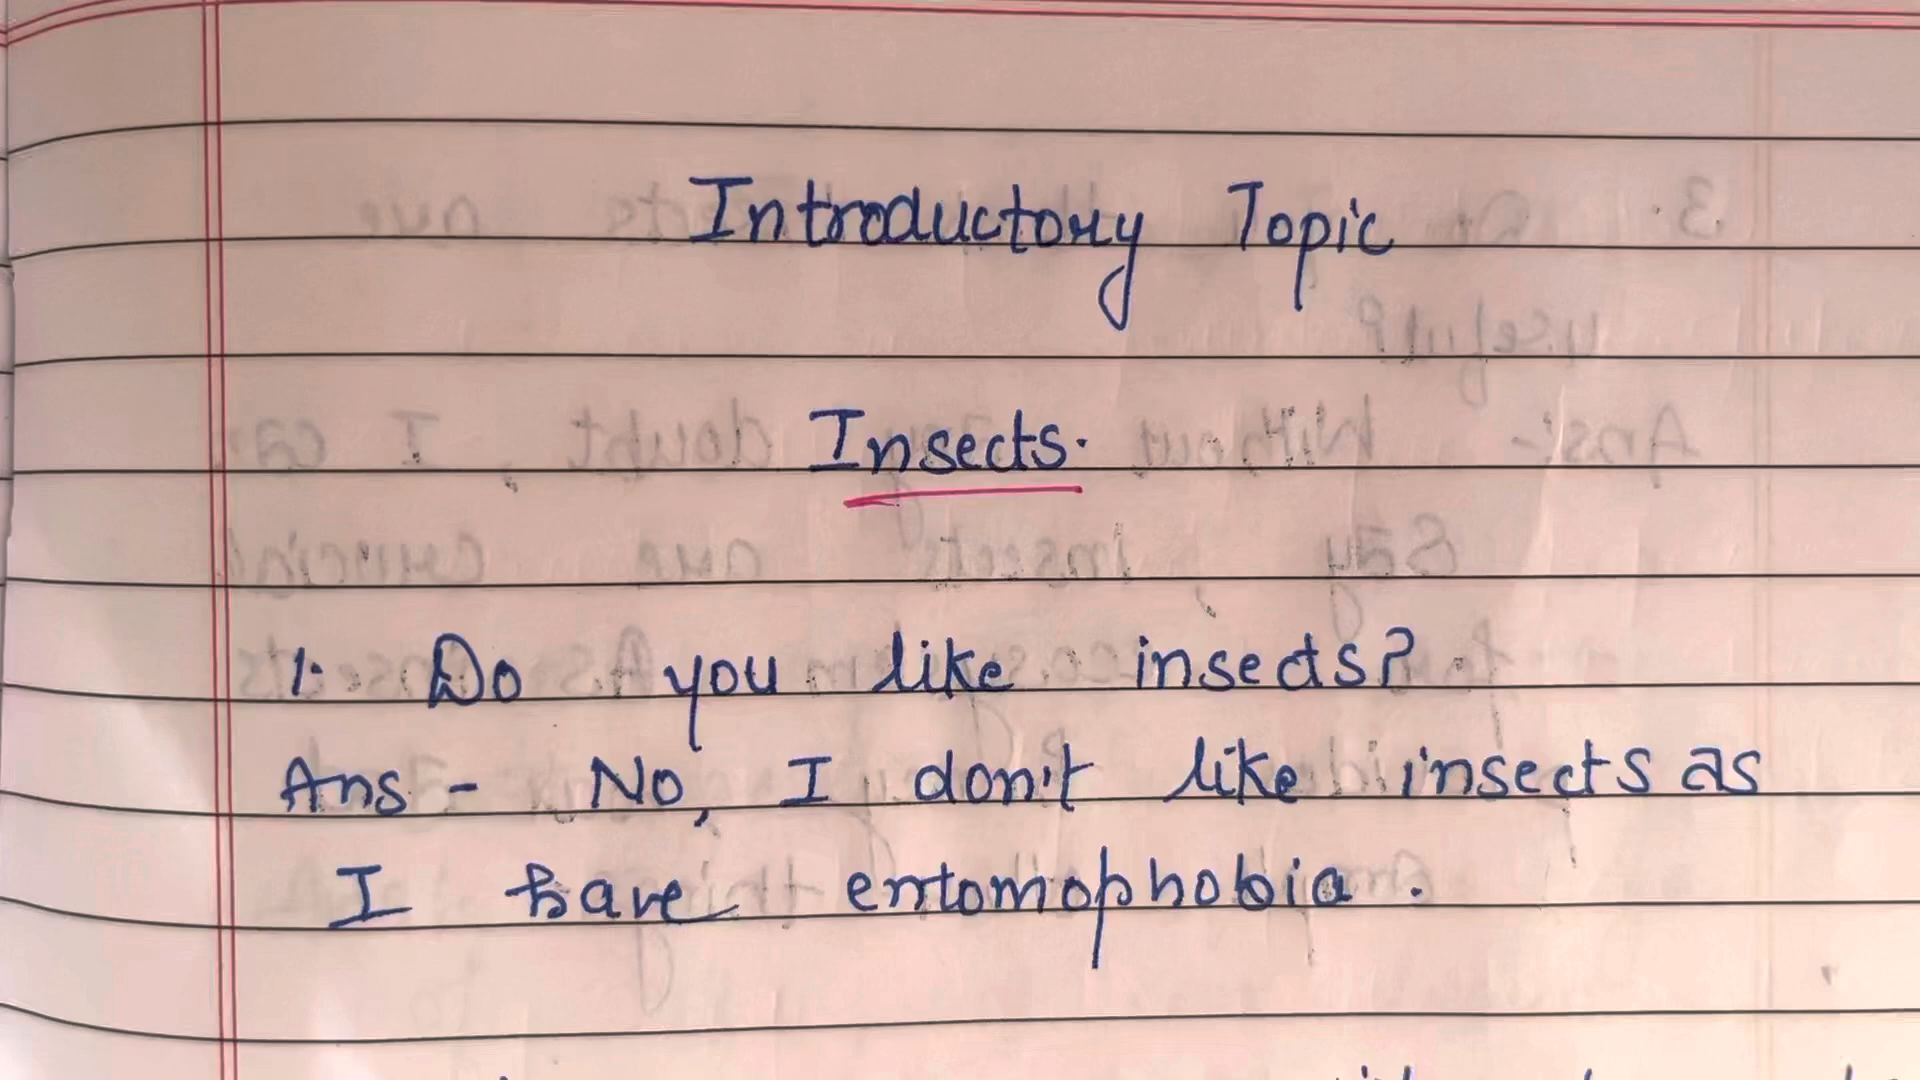 Introductory Topic
Insects.
1. Do you like insects?
Ans - No, I don't like insects as
I have entomophobia.